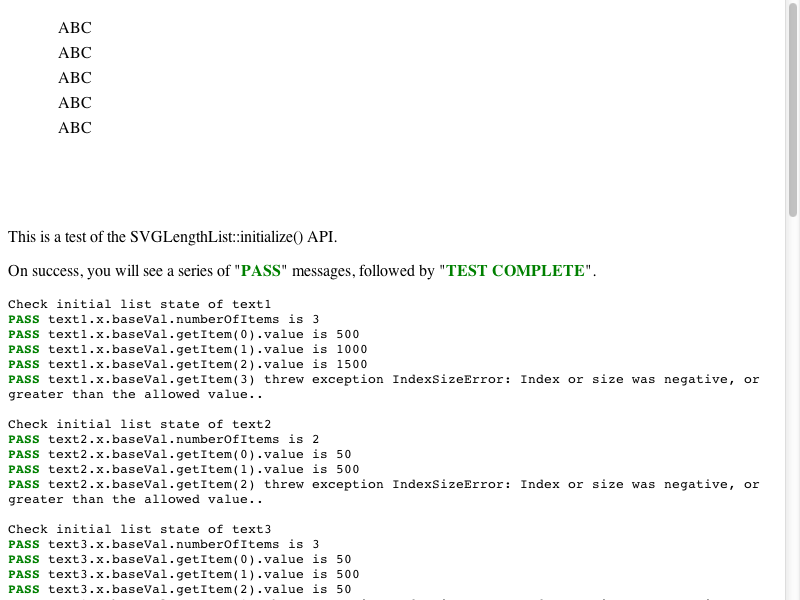 ABC
ABC
ABC
ABC
ABC
This is a test of the SVGLengthList::initialize() API.
On success, you will see a series of "PASS" messages, followed by "TEST COMPLETE".
Check initial list state of text1
PASS text1.x.baseVal.numberOfItems is 3
PASS text1.x.baseVal.getItem(0).value is 500
PASS text1.x.baseVal.getItem(1).value is 1000
PASS text1.x.baseVal.getItem(2).value is 1500
PASS text1.x.baseVal.getItem(3) threw exception IndexSizeError: Index or size was negative, or
greater than the allowed value..
Check initial list state of text2
PASS text2.x.baseVal.numberOfItems is 2
PASS text2.x.baseVal.getItem(0).value is 50
PASS text2.x.baseVal.getItem(1).value is 500
PASS text2.x.baseVal.getItem(2) threw exception IndexSizeError: Index or size was negative, or
greater than the allowed value..
Check initial list state of text3
PASS text3.x.baseVal.numberOfItems is 3
PASS text3.x.baseVal.getItem(0).value is 50
PASS text3.x.baseVal.getItem(1).value is 500
PASS text3.x.baseVal.getItem(2).value is 50